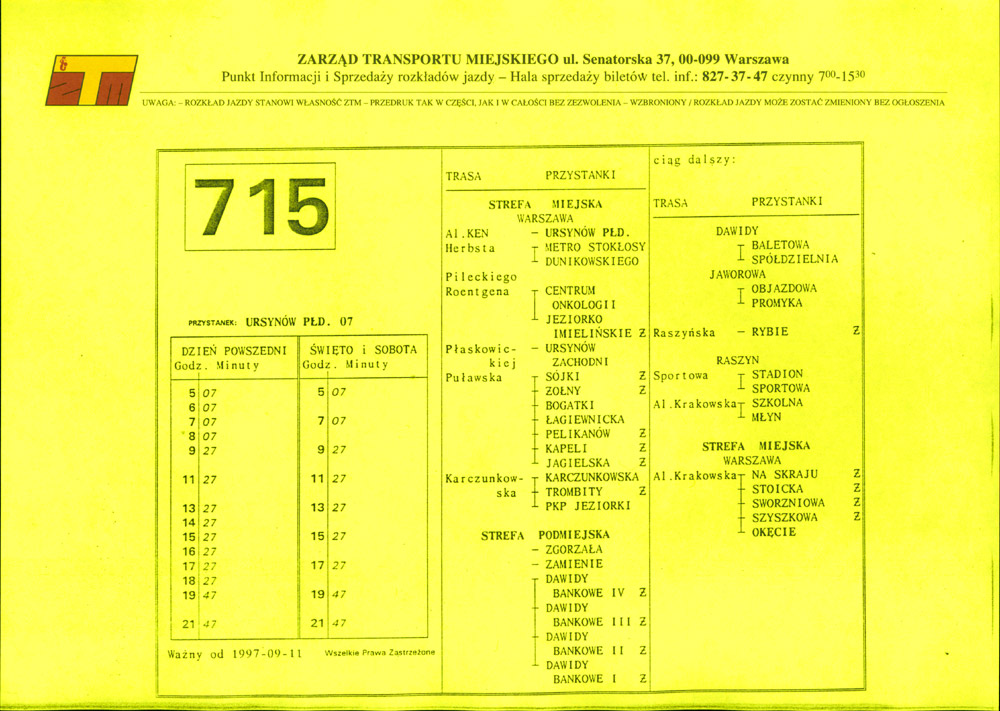 ZTM
ZARZĄD TRANSPORTU MIEJSKIEGO ul. Senatorska 37, 00-099 Warszawa
Punkt Informacji i Sprzedaży rozkładów jazdy – Hala sprzedaży biletów tel. inf.: 827-37-47 czynny 7⁰⁰-15³⁰
UWAGA: – ROZKŁAD JAZDY STANOWI WŁASNOŚĆ ZTM – PRZEDRUK TAK W CZĘŚCI, JAK I W CAŁOŚCI BEZ ZEZWOLENIA – WZBRONIONY / ROZKŁAD JAZDY MOŻE ZOSTAĆ ZMIENIONY BEZ OGŁOSZENIA
715
PRZYSTANEK: URSYNÓW PŁD. 07
DZIEŃ POWSZEDNI
Godz. Minuty
5 07
6 07
7 07
8 07
9 27
11 27
13 27
14 27
15 27
16 27
17 27
18 27
19 47
21 47
ŚWIĘTO i SOBOTA
Godz. Minuty
5 07
7 07
9 27
11 27
13 27
15 27
17 27
19 47
21 47
Ważny od 1997-09-11 Wszelkie Prawa Zastrzeżone
TRASA PRZYSTANKI
STREFA MIEJSKA
WARSZAWA
Al.KEN – URSYNÓW PŁD.
Herbsta METRO STOKŁOSY
DUNIKOWSKIEGO
Pileckiego
Roentgena CENTRUM
ONKOLOGII
JEZIORKO
IMIELIŃSKIE Ż
Płaskowic- – URSYNÓW
kiej ZACHODNI
Puławska SÓJKI Ż
ŻOŁNY Ż
BOGATKI
ŁAGIEWNICKA
PELIKANÓW Ż
KAPELI Ż
JAGIELSKA Ż
Karczunkow- KARCZUNKOWSKA
ska TROMBITY Ż
PKP JEZIORKI
STREFA PODMIEJSKA
– ZGORZAŁA
– ZAMIENIE
DAWIDY
BANKOWE IV Ż
DAWIDY
BANKOWE III Ż
DAWIDY
BANKOWE II Ż
DAWIDY
BANKOWE I Ż
ciąg dalszy:
TRASA PRZYSTANKI
DAWIDY
BALETOWA
SPÓŁDZIELNIA
JAWOROWA
OBJAZDOWA
PROMYKA
Raszyńska – RYBIE Ż
RASZYN
Sportowa STADION
SPORTOWA
Al.Krakowska SZKOLNA
MŁYN
STREFA MIEJSKA
WARSZAWA
Al.Krakowska NA SKRAJU Ż
STOICKA Ż
SWORZNIOWA Ż
SZYSZKOWA Ż
OKĘCIE